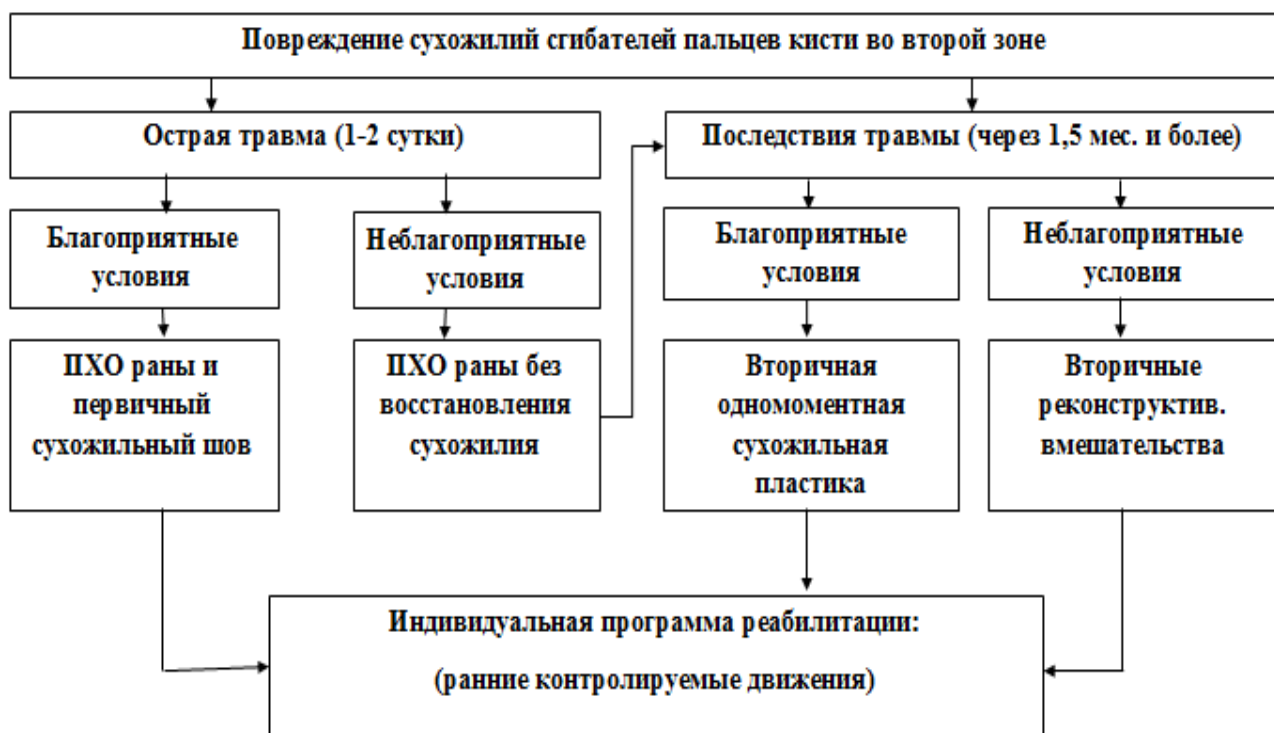 Повреждение сухожилий сгибателей пальцев кисти во второй зоне
Острая травма (1-2 сутки)
Последствия травмы (через 1,5 мес. и более)
Благоприятные
условия
Неблагоприятные
условия
Благоприятные
условия
Неблагоприятные
условия
ПХО раны и
первичный
сухожильный шов
ПХО раны без
восстановления
сухожилия
Вторичная
одномоментная
сухожильная
пластика
Вторичные
реконструктив.
вмешательства
Индивидуальная программа реабилитации:
(ранние контролируемые движения)